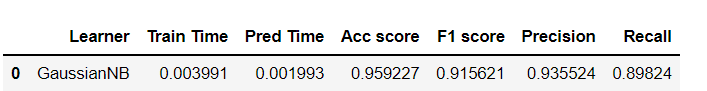 Learner Train Time Pred Time Acc score F1 score Precision Recall
0 GaussianNB 0.003991 0.001993 0.959227 0.915621 0.935524 0.89824